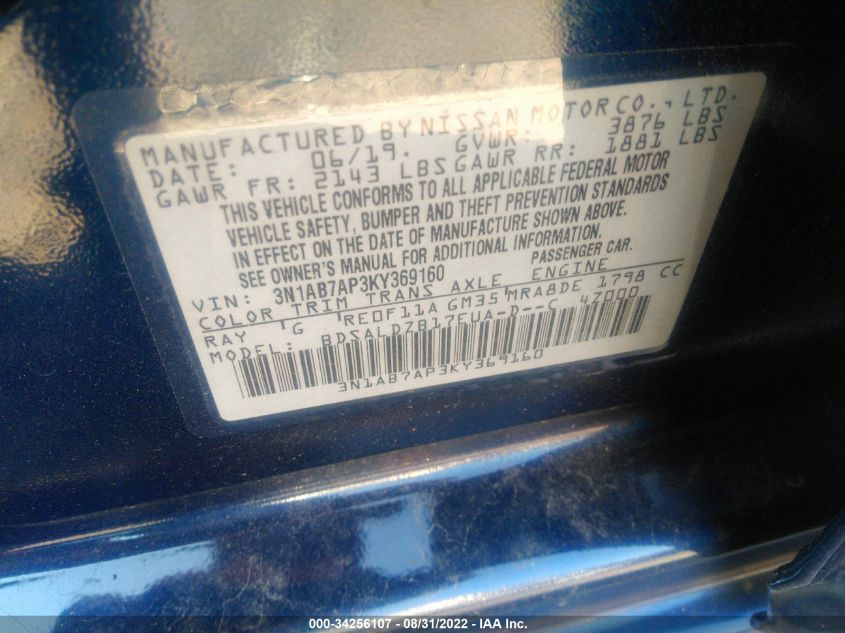 MANUFACTURED BY NISSAN MOTOR CO., LTD.
DATE: 06/19. GVWR: 3876 LBS
GAWR FR: 2143 LBS GAWR RR: 1881 LBS
THIS VEHICLE CONFORMS TO ALL APPLICABLE FEDERAL MOTOR
VEHICLE SAFETY, BUMPER AND THEFT PREVENTION STANDARDS
IN EFFECT ON THE DATE OF MANUFACTURE SHOWN ABOVE.
SEE OWNER'S MANUAL FOR ADDITIONAL INFORMATION.
VIN: 3N1AB7AP3KY369160 PASSENGER CAR.
COLOR TRIM TRANS AXLE ENGINE
RAY G RE0F11A GM35 MRA8DE 1798 CC
MODEL: BDSALDZB17EUA-D--C 4Z000
3N1AB7AP3KY369160
000-34256107 - 08/31/2022 - IAA Inc.